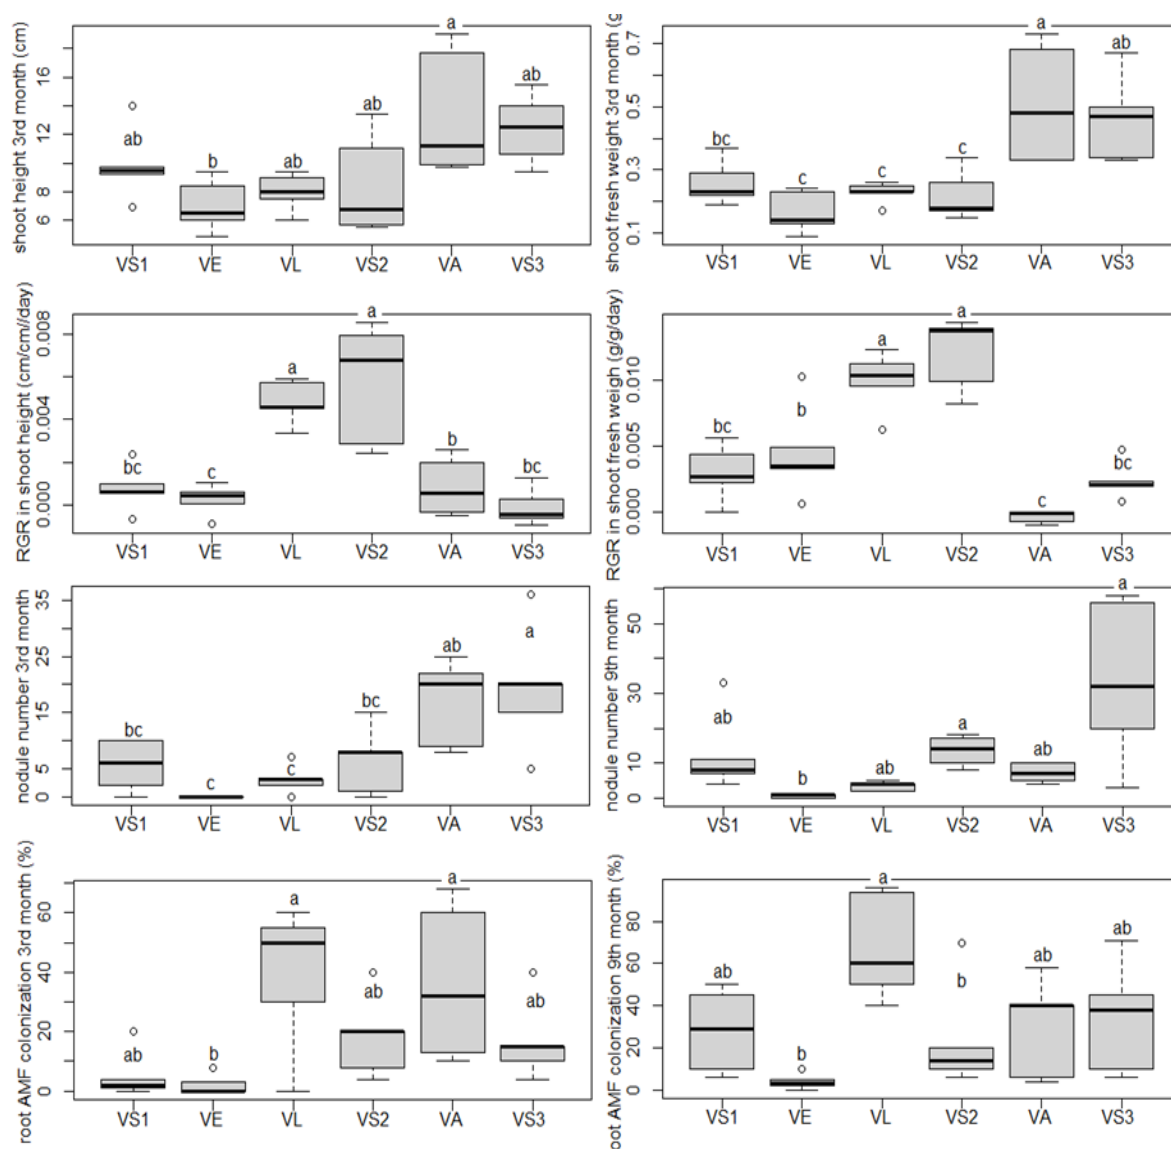 shoot height 3rd month (cm)
6 8 12 16
ab b ab ab a ab
VS1 VE VL VS2 VA VS3
shoot fresh weight 3rd month (g
0.1 0.3 0.5 0.7
bc c c c a ab
VS1 VE VL VS2 VA VS3
RGR in shoot height (cm/cm//day)
0.000 0.004 0.008
bc c a a b bc
VS1 VE VL VS2 VA VS3
RGR in shoot fresh weigh (g/g/day)
0.000 0.005 0.010
bc b a a c bc
VS1 VE VL VS2 VA VS3
nodule number 3rd month
0 5 15 25 35
bc c c bc ab a
VS1 VE VL VS2 VA VS3
nodule number 9th month
0 10 30 50
ab b ab a ab a
VS1 VE VL VS2 VA VS3
root AMF colonization 3rd month (%)
0 20 40 60
ab b a ab a ab
VS1 VE VL VS2 VA VS3
oot AMF colonization 9th month (%)
0 20 40 60 80
ab b a b ab ab
VS1 VE VL VS2 VA VS3